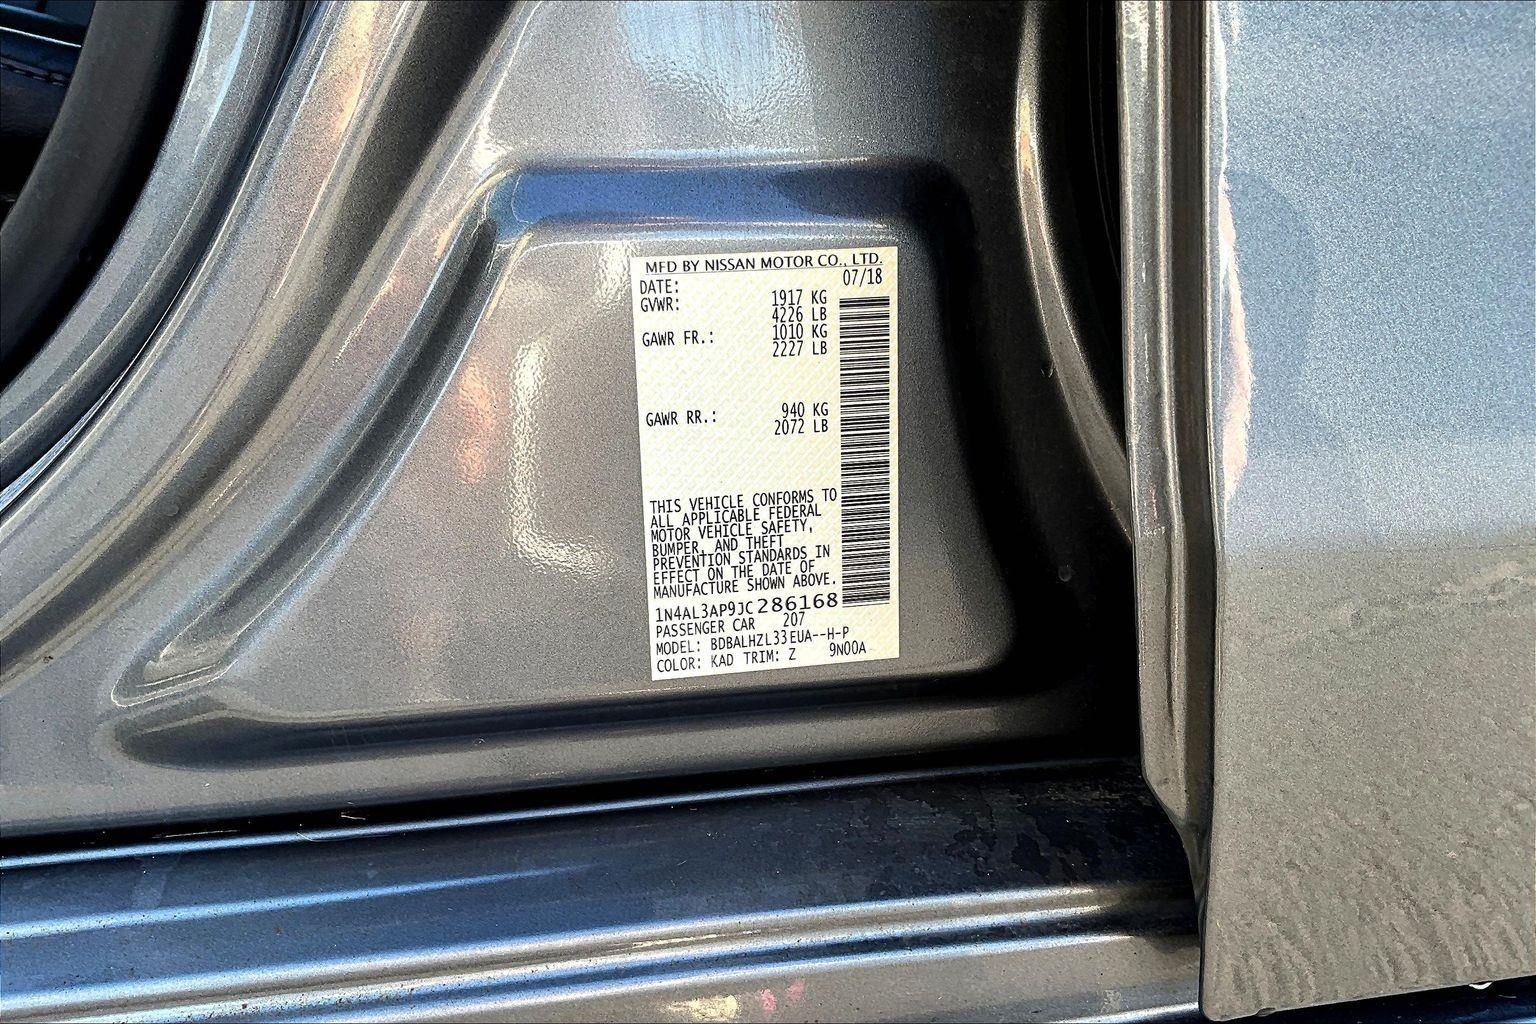 MFD BY NISSAN MOTOR CO., LTD.
DATE: 07/18
GVWR: 1917 KG
4226 LB
GAWR FR.: 1010 KG
2227 LB
GAWR RR.: 940 KG
2072 LB
THIS VEHICLE CONFORMS TO
ALL APPLICABLE FEDERAL
MOTOR VEHICLE SAFETY,
BUMPER, AND THEFT
PREVENTION STANDARDS IN
EFFECT ON THE DATE OF
MANUFACTURE SHOWN ABOVE.
1N4AL3AP9JC286168
PASSENGER CAR 207
MODEL: BDBALHZL33EUA--H-P
COLOR: KAD TRIM: Z 9N00A